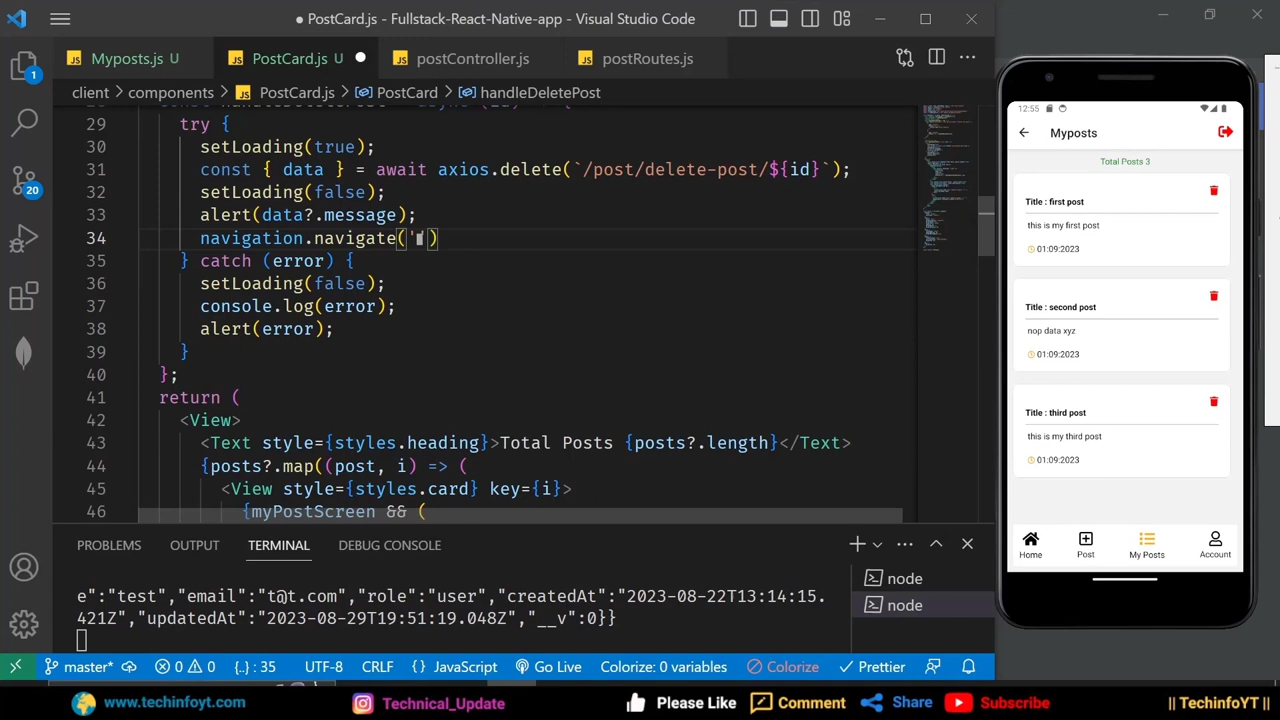 ● PostCard.js - Fullstack-React-Native-app - Visual Studio Code
JS Myposts.js U
JS PostCard.js U ●
JS postController.js
JS postRoutes.js
client > components > JS PostCard.js > PostCard > handleDeletePost
29 try {
30 setLoading(true);
31 const { data } = await axios.delete(`/post/delete-post/${id}`);
32 setLoading(false);
33 alert(data?.message);
34 navigation.navigate('')
35 } catch (error) {
36 setLoading(false);
37 console.log(error);
38 alert(error);
39 }
40 };
41 return (
42 <View>
43 <Text style={styles.heading}>Total Posts {posts?.length}</Text>
44 {posts?.map((post, i) => (
45 <View style={styles.card} key={i}>
46 {myPostScreen && (
1
20
PROBLEMS OUTPUT TERMINAL DEBUG CONSOLE
e":"test","email":"t@t.com","role":"user","createdAt":"2023-08-22T13:14:15.
421Z","updatedAt":"2023-08-29T19:51:19.048Z","__v":0}}
node
node
master* 0 0 {..} : 35 UTF-8 CRLF {} JavaScript Go Live Colorize: 0 variables Colorize Prettier
12:55
Myposts
Total Posts 3
Title : first post
this is my first post
01:09:2023
Title : second post
nop data xyz
01:09:2023
Title : third post
this is my third post
01:09:2023
Home Post My Posts Account
www.techinfoyt.com Technical_Update Please Like Comment Share Subscribe || TechinfoYT ||